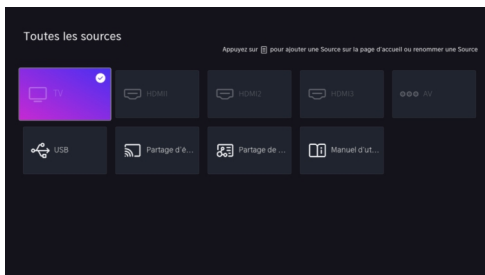 Toutes les sources
Appuyez sur pour ajouter une Source sur la page d'accueil ou renommer une Source
TV
HDMI1
HDMI2
HDMI3
AV
USB
Partage d'é...
Partage de ...
Manuel d'ut...